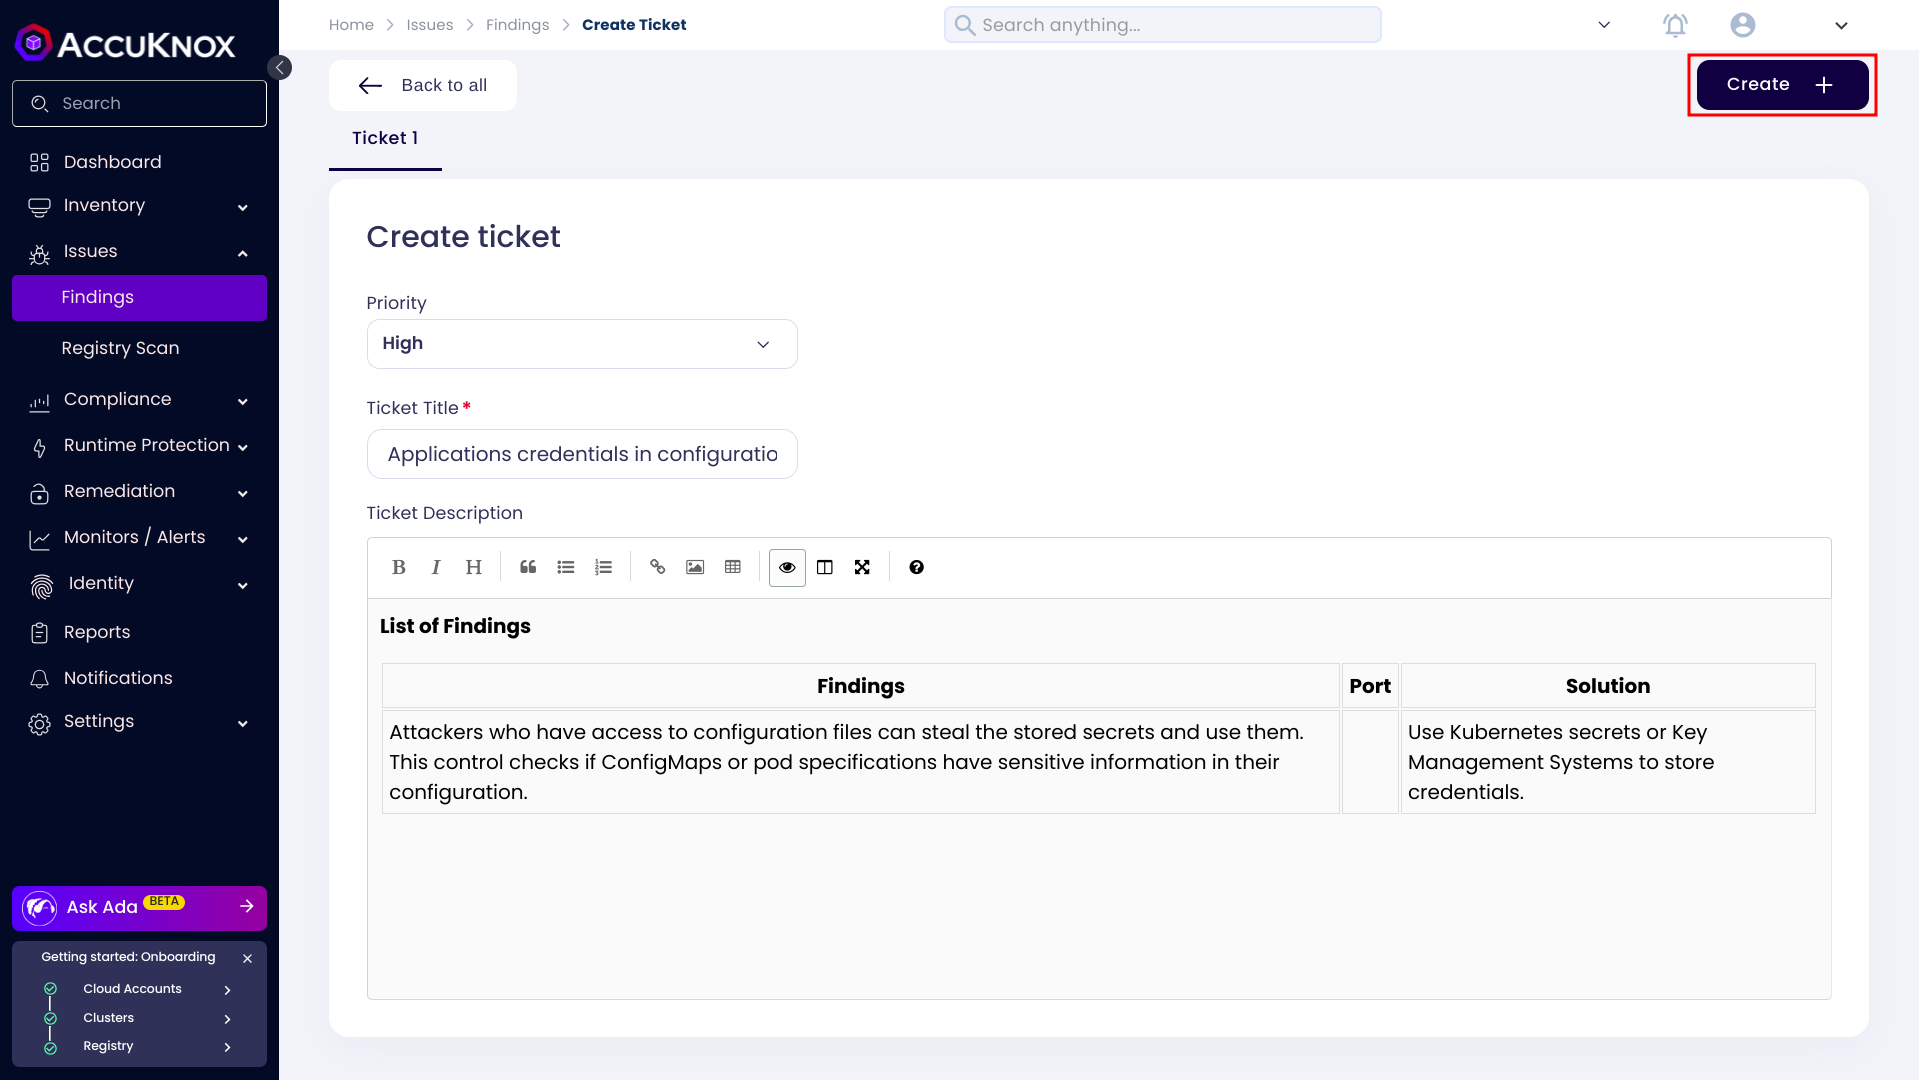 ACCUKNOX
Search
Dashboard
Inventory
Issues
Findings
Registry Scan
Compliance
Runtime Protection
Remediation
Monitors / Alerts
Identity
Reports
Notifications
Settings
Ask Ada BETA
Getting started: Onboarding
Cloud Accounts
Clusters
Registry
Home > Issues > Findings > Create Ticket
Search anything...
Back to all
Create +
Ticket 1
Create ticket
Priority
High
Ticket Title*
Applications credentials in configuratio
Ticket Description
B I H
List of Findings
Findings Port Solution
Attackers who have access to configuration files can steal the stored secrets and use them.
This control checks if ConfigMaps or pod specifications have sensitive information in their
configuration.
Use Kubernetes secrets or Key
Management Systems to store
credentials.